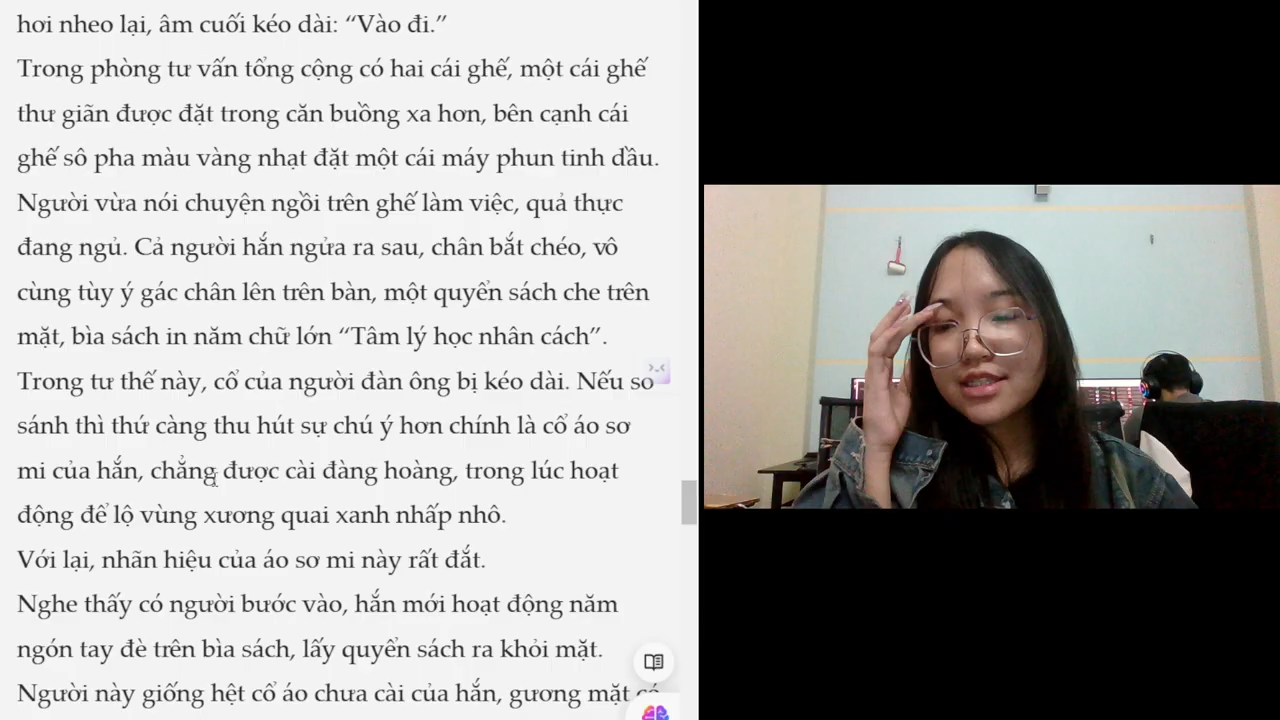 hơi nheo lại, âm cuối kéo dài: “Vào đi.”
Trong phòng tư vấn tổng cộng có hai cái ghế, một cái ghế
thư giãn được đặt trong căn buồng xa hơn, bên cạnh cái
ghế sô pha màu vàng nhạt đặt một cái máy phun tinh dầu.
Người vừa nói chuyện ngồi trên ghế làm việc, quả thực
đang ngủ. Cả người hắn ngửa ra sau, chân bắt chéo, vô
cùng tùy ý gác chân lên trên bàn, một quyển sách che trên
mặt, bìa sách in năm chữ lớn “Tâm lý học nhân cách”.
Trong tư thế này, cổ của người đàn ông bị kéo dài. Nếu so
sánh thì thứ càng thu hút sự chú ý hơn chính là cổ áo sơ
mi của hắn, chẳng được cài đàng hoàng, trong lúc hoạt
động để lộ vùng xương quai xanh nhấp nhô.
Với lại, nhãn hiệu của áo sơ mi này rất đắt.
Nghe thấy có người bước vào, hắn mới hoạt động năm
ngón tay đè trên bìa sách, lấy quyển sách ra khỏi mặt.
Người này giống hệt cổ áo chưa cài của hắn, gương mặt có